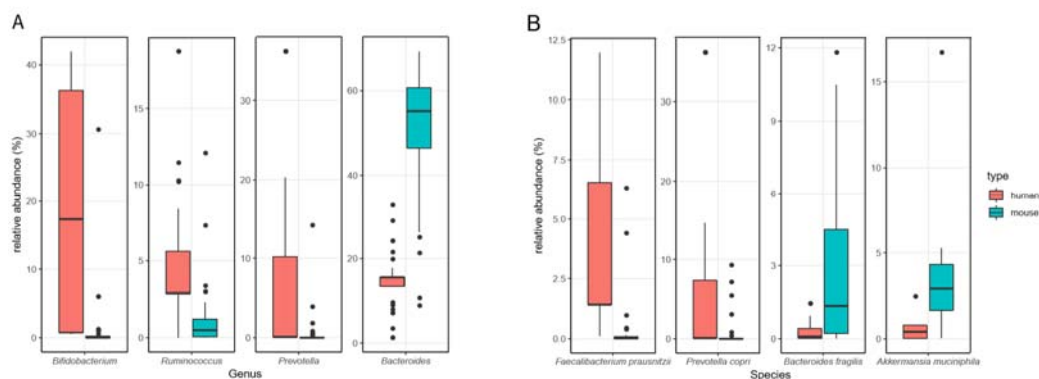 A
relative abundance (%)
40
30
20
10
0
Bifidobacterium
15
10
5
0
Ruminococcus
30
20
10
0
Prevotella
60
40
20
0
Bacteroides
Genus
B
relative abundance (%)
12.5
10.0
7.5
5.0
2.5
0.0
Faecalibacterium prausnitzii
30
20
10
0
Prevotella copri
12
9
6
3
0
Bacteroides fragilis
15
10
5
0
Akkermansia muciniphila
Species
type
human
mouse